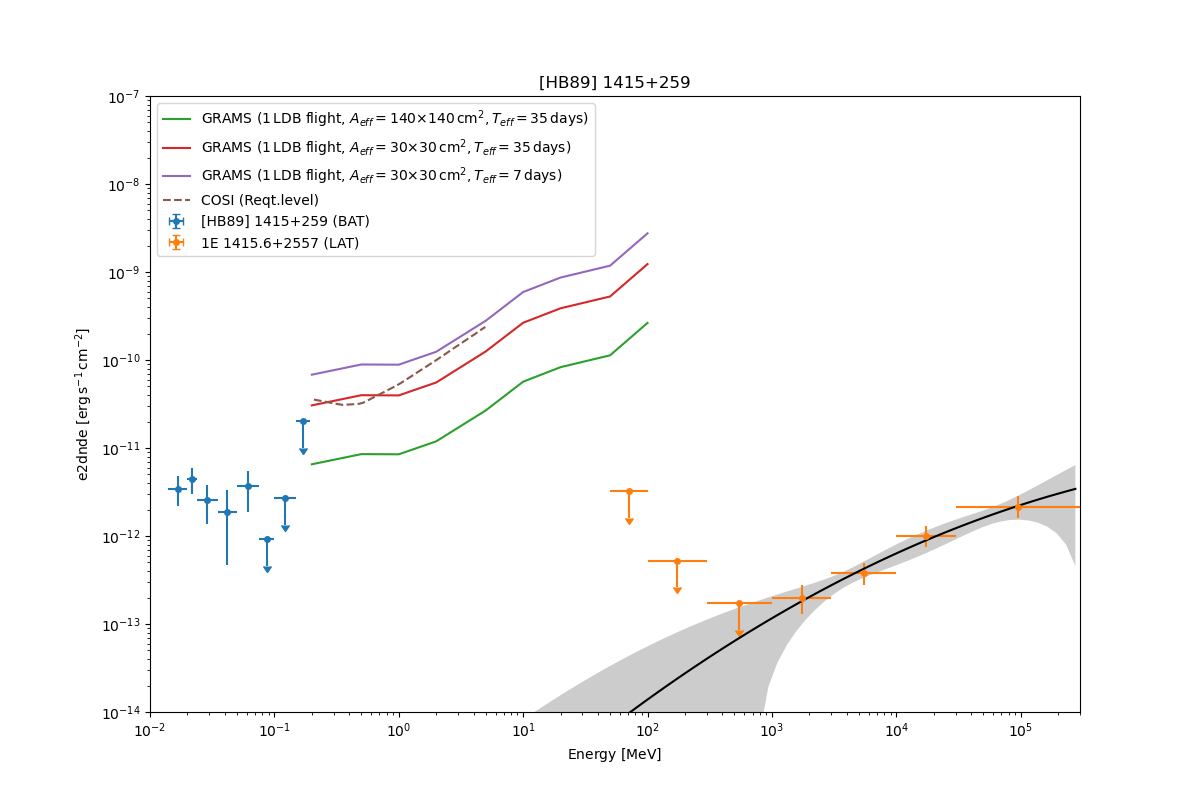 [HB89] 1415+259
GRAMS (1 LDB flight, A_eff = 140×140 cm², T_eff = 35 days)
GRAMS (1 LDB flight, A_eff = 30×30 cm², T_eff = 35 days)
GRAMS (1 LDB flight, A_eff = 30×30 cm², T_eff = 7 days)
COSI (Reqt.level)
[HB89] 1415+259 (BAT)
1E 1415.6+2557 (LAT)
e2dnde [erg s⁻¹ cm⁻²]
10⁻⁷
10⁻⁸
10⁻⁹
10⁻¹⁰
10⁻¹¹
10⁻¹²
10⁻¹³
10⁻¹⁴
10⁻² 10⁻¹ 10⁰ 10¹ 10² 10³ 10⁴ 10⁵
Energy [MeV]